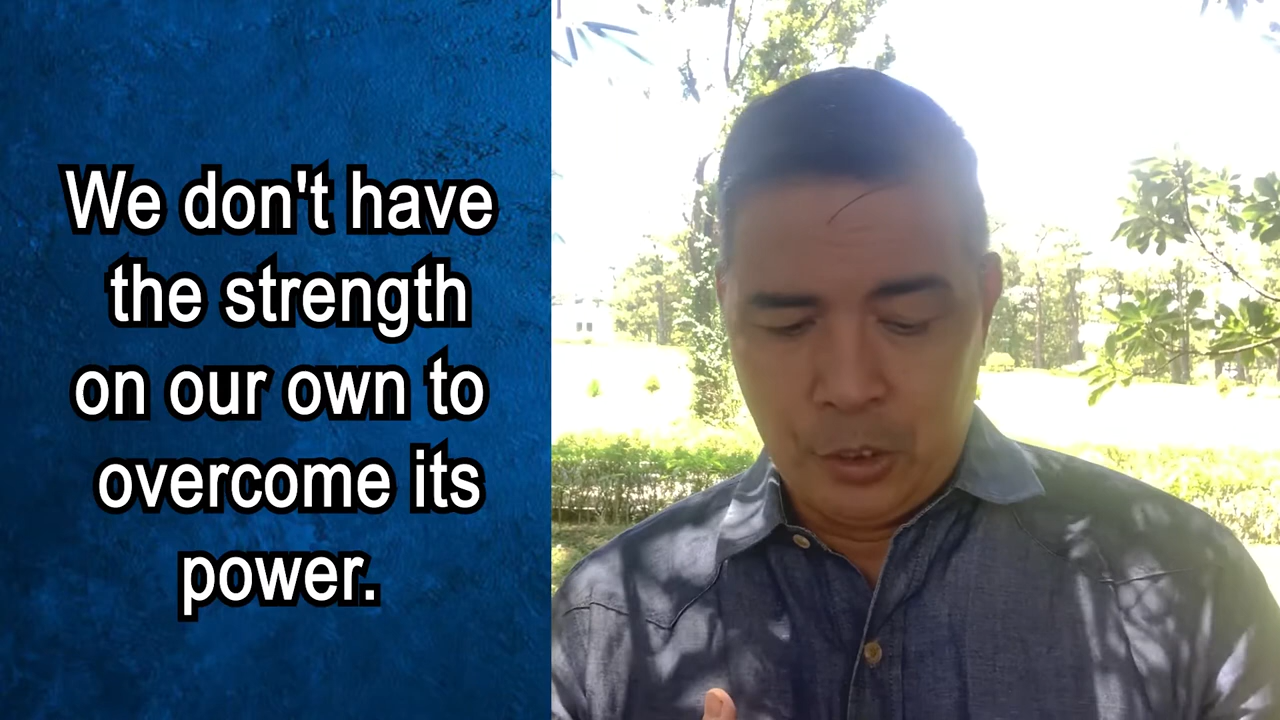 We don't have
the strength
on our own to
overcome its
power.